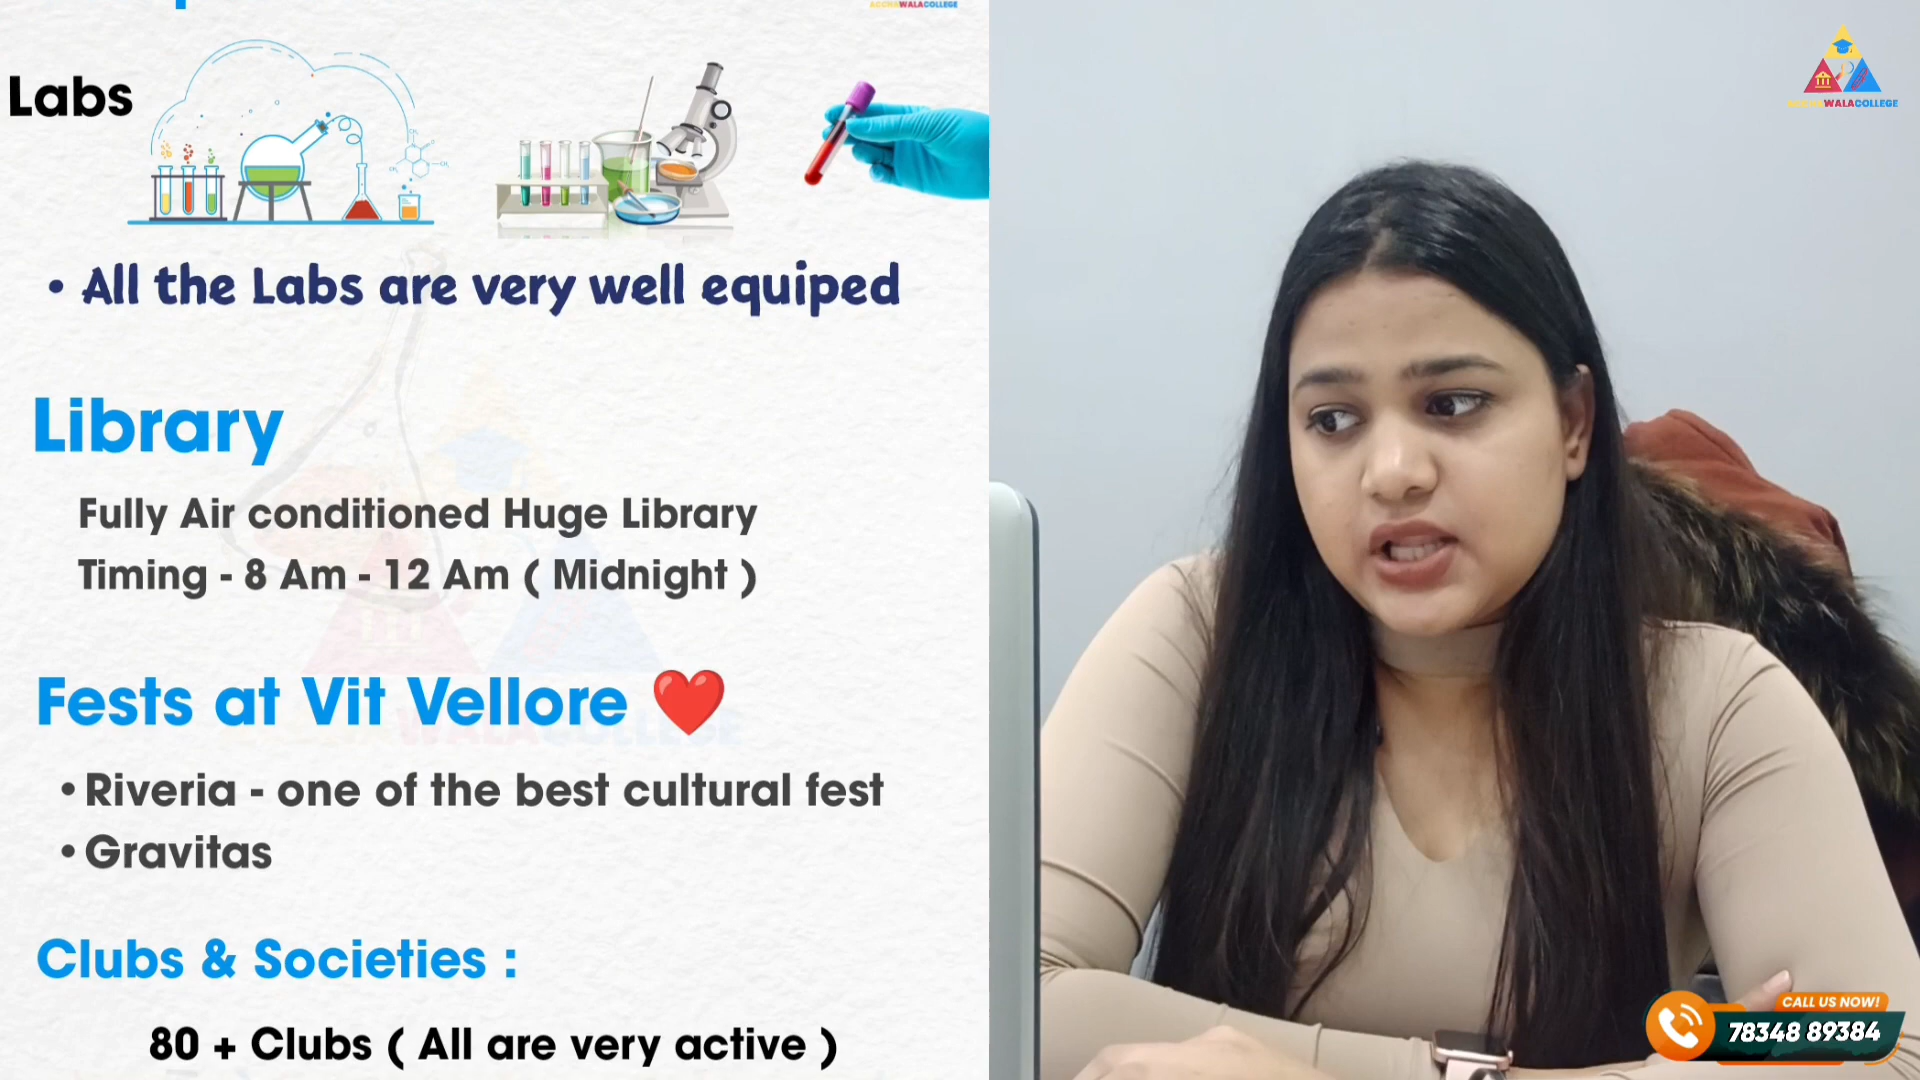 WALACOLLEGE
Labs
• All the Labs are very well equiped
Library
Fully Air conditioned Huge Library
Timing - 8 Am - 12 Am ( Midnight )
Fests at Vit Vellore ❤️
• Riveria - one of the best cultural fest
• Gravitas
Clubs & Societies :
80 + Clubs ( All are very active )
WALACOLLEGE
CALL US NOW!
78348 89384